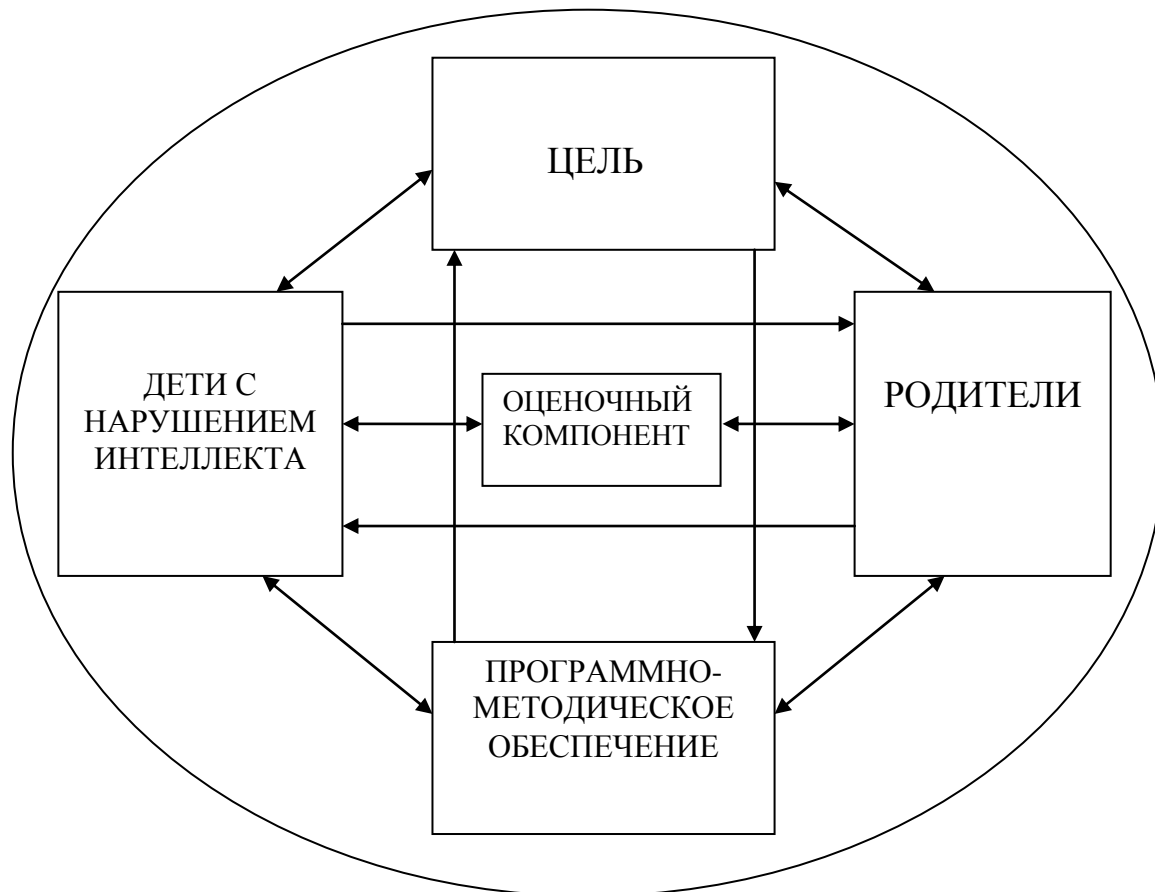 ЦЕЛЬ
ДЕТИ С
НАРУШЕНИЕМ
ИНТЕЛЛЕКТА
ОЦЕНОЧНЫЙ
КОМПОНЕНТ
РОДИТЕЛИ
ПРОГРАММНО-
МЕТОДИЧЕСКОЕ
ОБЕСПЕЧЕНИЕ